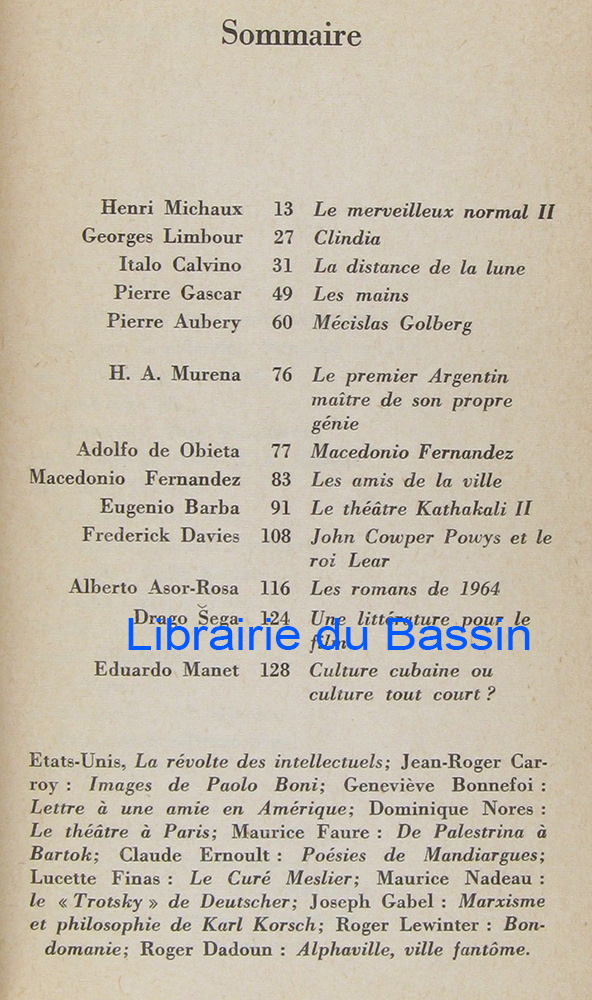 Sommaire
Henri Michaux 13 Le merveilleux normal II
Georges Limbour 27 Clindia
Italo Calvino 31 La distance de la lune
Pierre Gascar 49 Les mains
Pierre Aubery 60 Mécislas Golberg
H. A. Murena 76 Le premier Argentin
maître de son propre
génie
Adolfo de Obieta 77 Macedonio Fernandez
Macedonio Fernandez 83 Les amis de la ville
Eugenio Barba 91 Le théâtre Kathakali II
Frederick Davies 108 John Cowper Powys et le
roi Lear
Alberto Asor-Rosa 116 Les romans de 1964
Drago Šega 124 Une littérature pour le
film
Librairie du Bassin
Eduardo Manet 128 Culture cubaine ou
culture tout court ?
Etats-Unis, La révolte des intellectuels; Jean-Roger Car-
roy : Images de Paolo Boni; Geneviève Bonnefoi :
Lettre à une amie en Amérique; Dominique Nores :
Le théâtre à Paris; Maurice Faure : De Palestrina à
Bartok; Claude Ernoult : Poésies de Mandiargues;
Lucette Finas : Le Curé Meslier; Maurice Nadeau :
le « Trotsky » de Deutscher; Joseph Gabel : Marxisme
et philosophie de Karl Korsch; Roger Lewinter : Bon-
domanie; Roger Dadoun : Alphaville, ville fantôme.